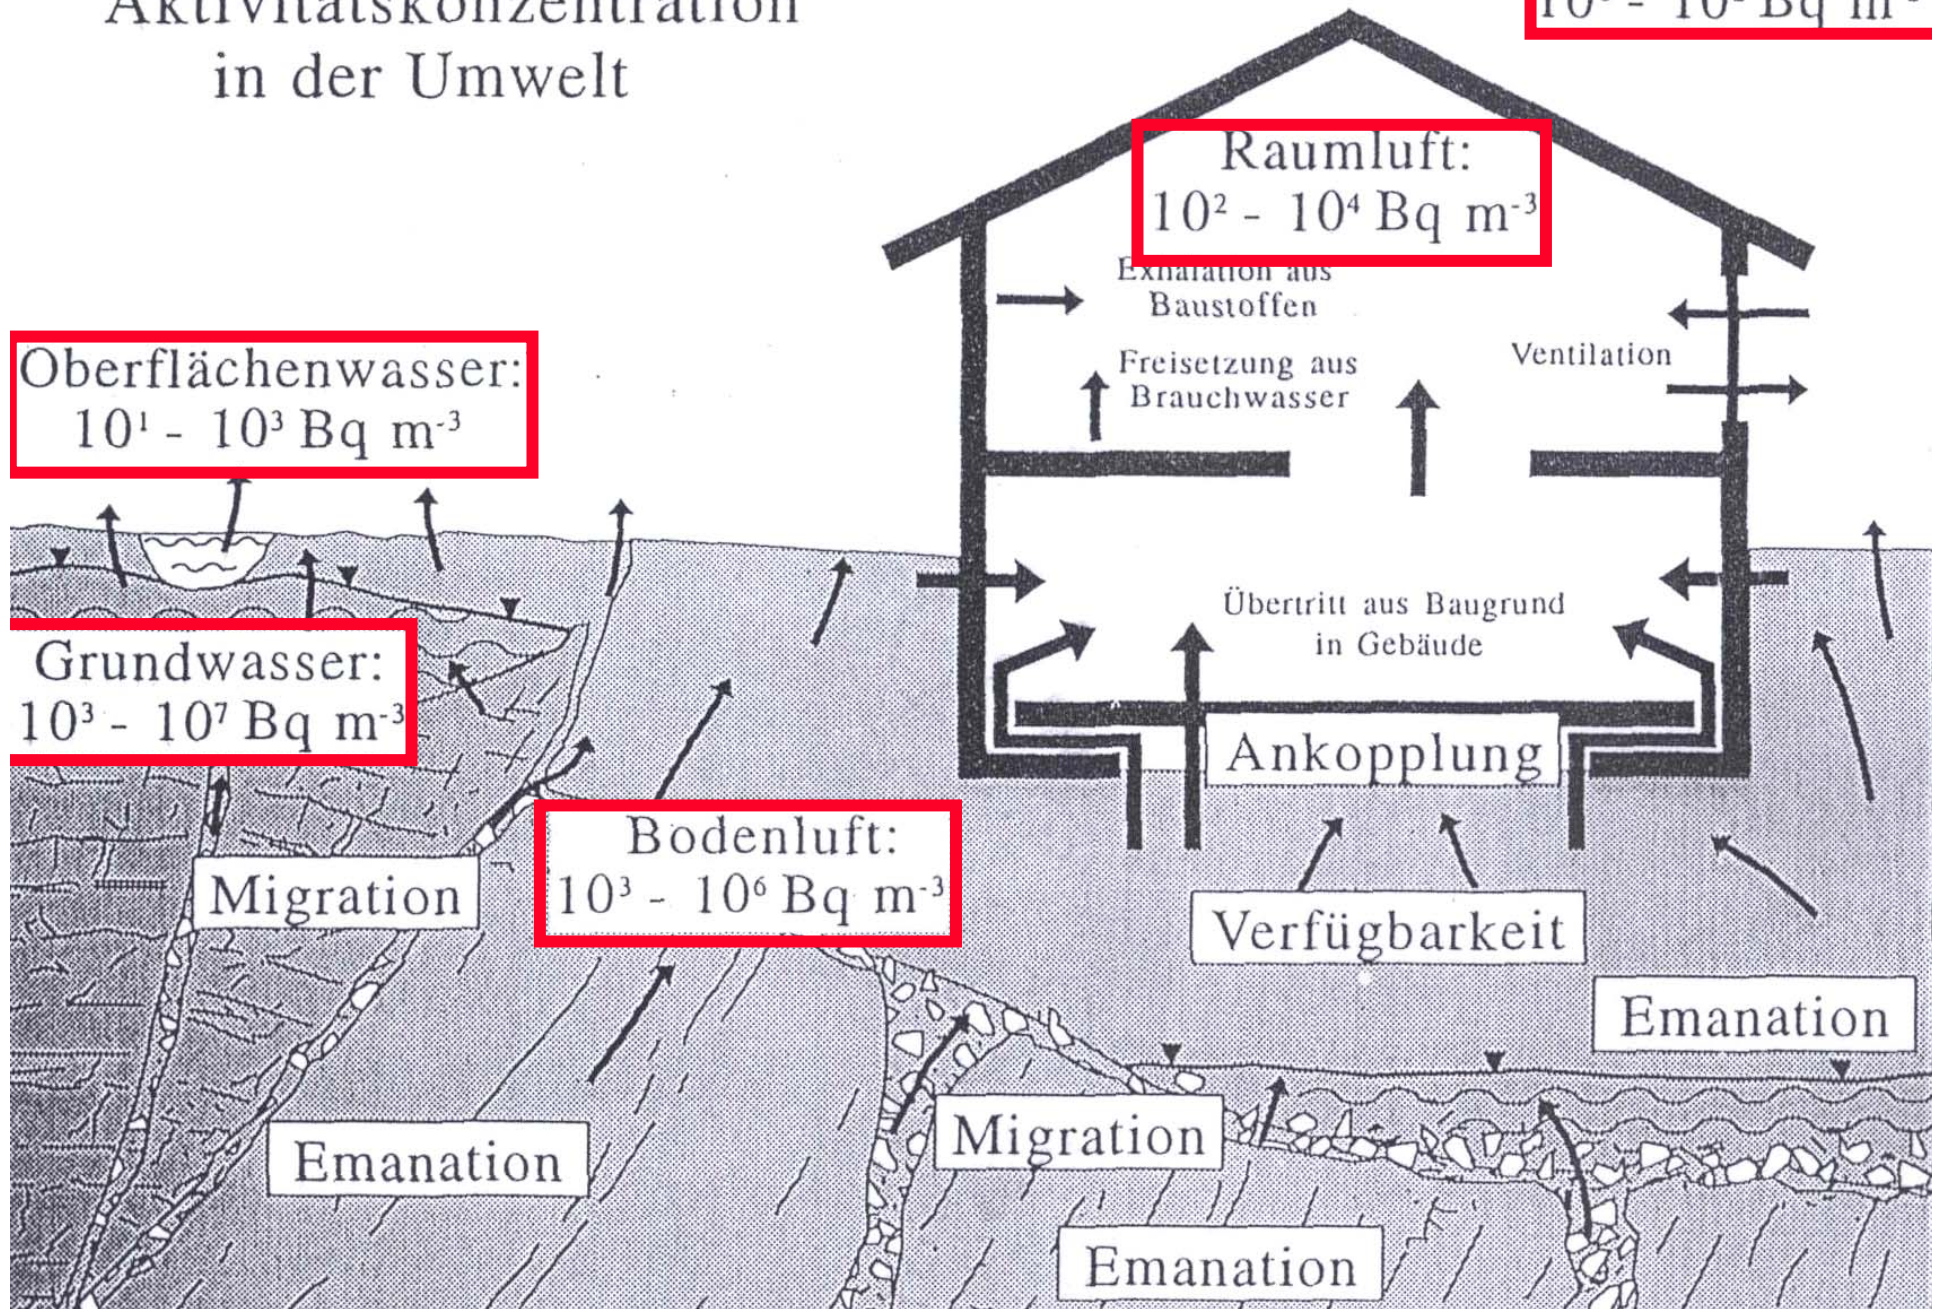 Aktivitätskonzentration
in der Umwelt
Bq m
Raumluft:
10² - 10⁴ Bq m⁻³
Exhalation aus
Baustoffen
Freisetzung aus
Brauchwasser
Ventilation
Oberflächenwasser:
10¹ - 10³ Bq m⁻³
Übertritt aus Baugrund
in Gebäude
Grundwasser:
10³ - 10⁷ Bq m⁻³
Ankopplung
Bodenluft:
10³ - 10⁶ Bq m⁻³
Migration
Verfügbarkeit
Emanation
Migration
Emanation
Emanation